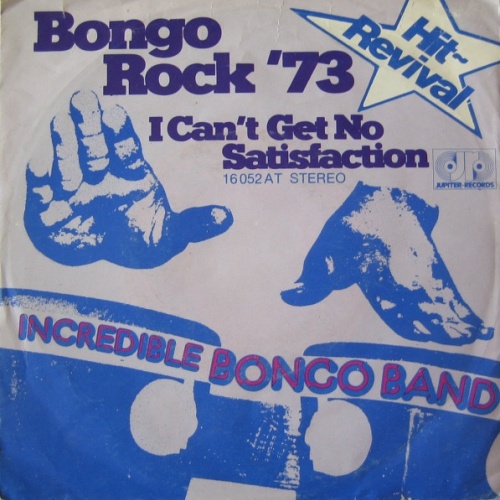 Bongo
Rock '73
Hit-
Revival
I Can't Get No
Satisfaction
16 052 AT STEREO
JUPITER-RECORDS
INCREDIBLE BONGO BAND